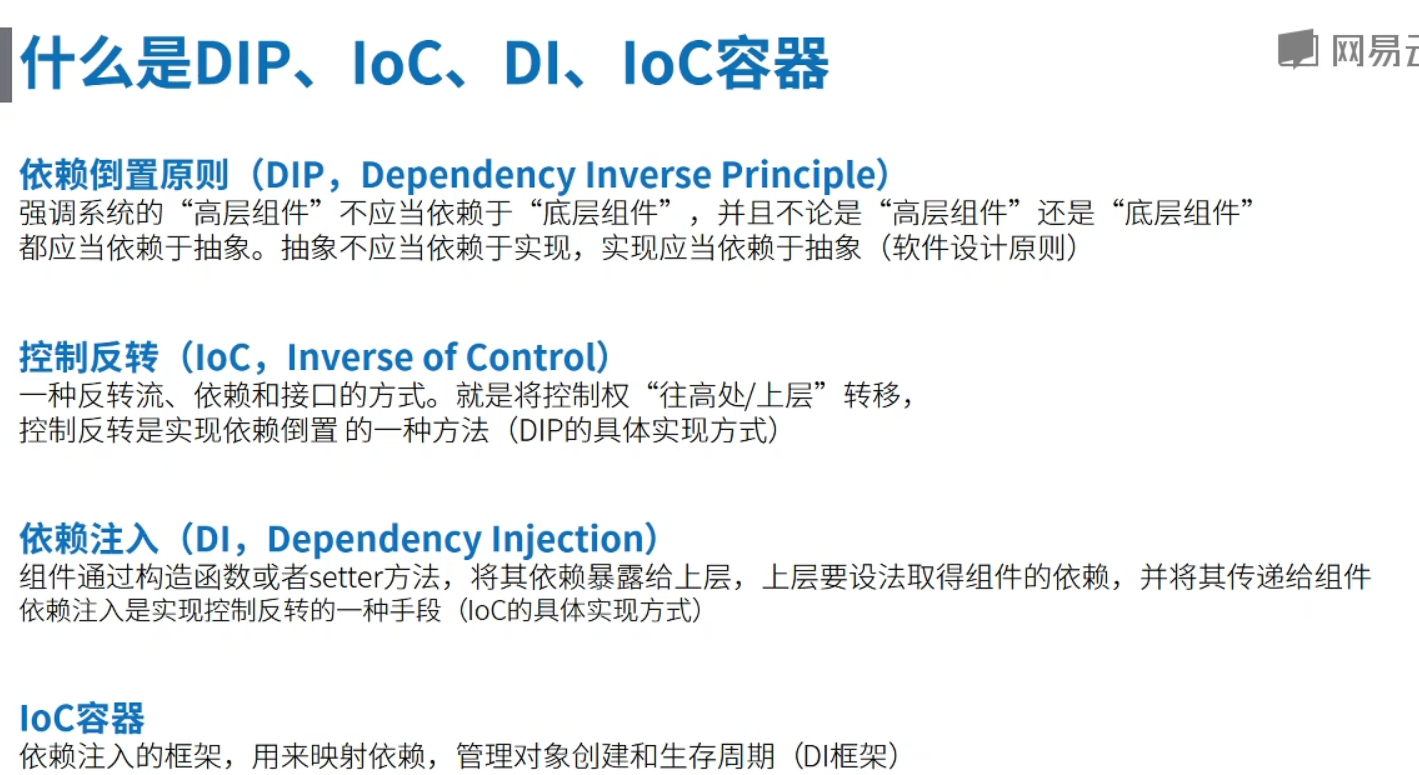 什么是DIP、IoC、DI、IoC容器
网易云
依赖倒置原则（DIP，Dependency Inverse Principle）
强调系统的“高层组件”不应当依赖于“底层组件”，并且不论是“高层组件”还是“底层组件”
都应当依赖于抽象。抽象不应当依赖于实现，实现应当依赖于抽象（软件设计原则）
控制反转（IoC，Inverse of Control）
一种反转流、依赖和接口的方式。就是将控制权“往高处/上层”转移，
控制反转是实现依赖倒置 的一种方法（DIP的具体实现方式）
依赖注入（DI，Dependency Injection）
组件通过构造函数或者setter方法，将其依赖暴露给上层，上层要设法取得组件的依赖，并将其传递给组件
依赖注入是实现控制反转的一种手段（IoC的具体实现方式）
IoC容器
依赖注入的框架，用来映射依赖，管理对象创建和生存周期（DI框架）